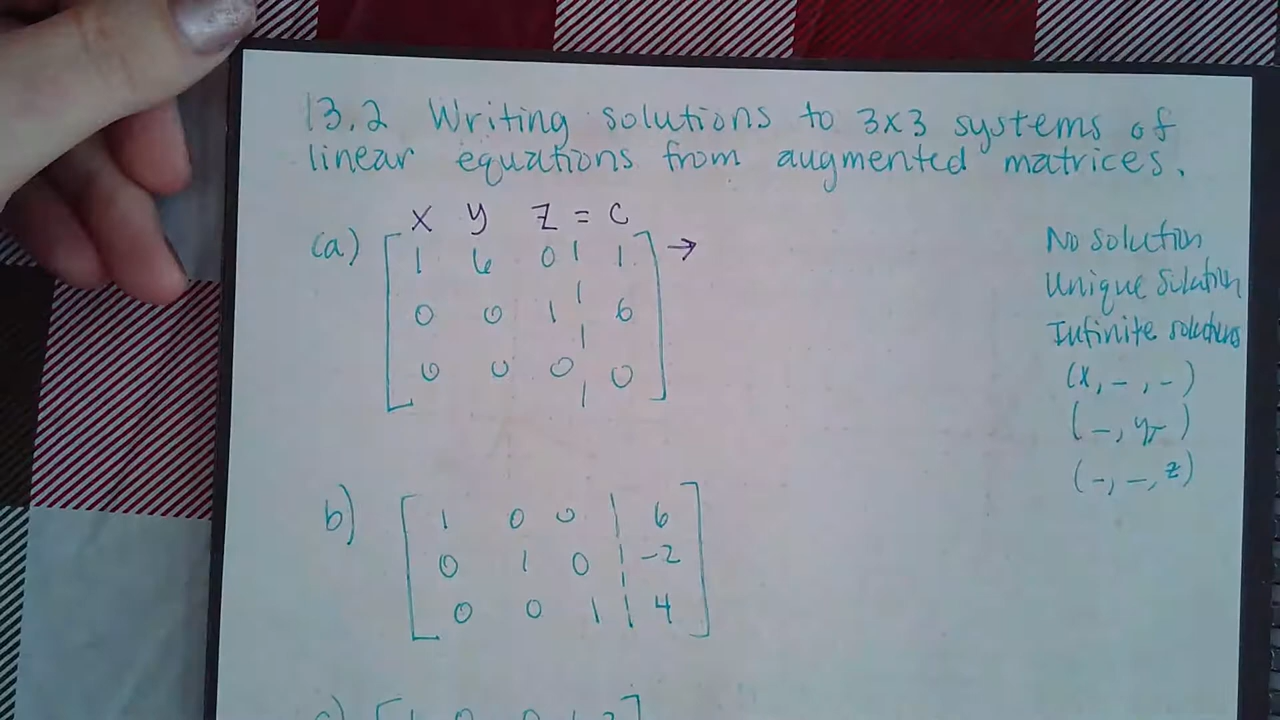 13.2 Writing solutions to 3x3 systems of
linear equations from augmented matrices.
x y z = c
(a) [ 1 6 0 | 1 ] →
0 0 1 | 6
0 0 0 | 0
No solution
Unique solution
Infinite solutions
(x, -, -)
(-, y, -)
(-, -, z)
b) [ 1 0 0 | 6 ]
0 1 0 | -2
0 0 1 | 4